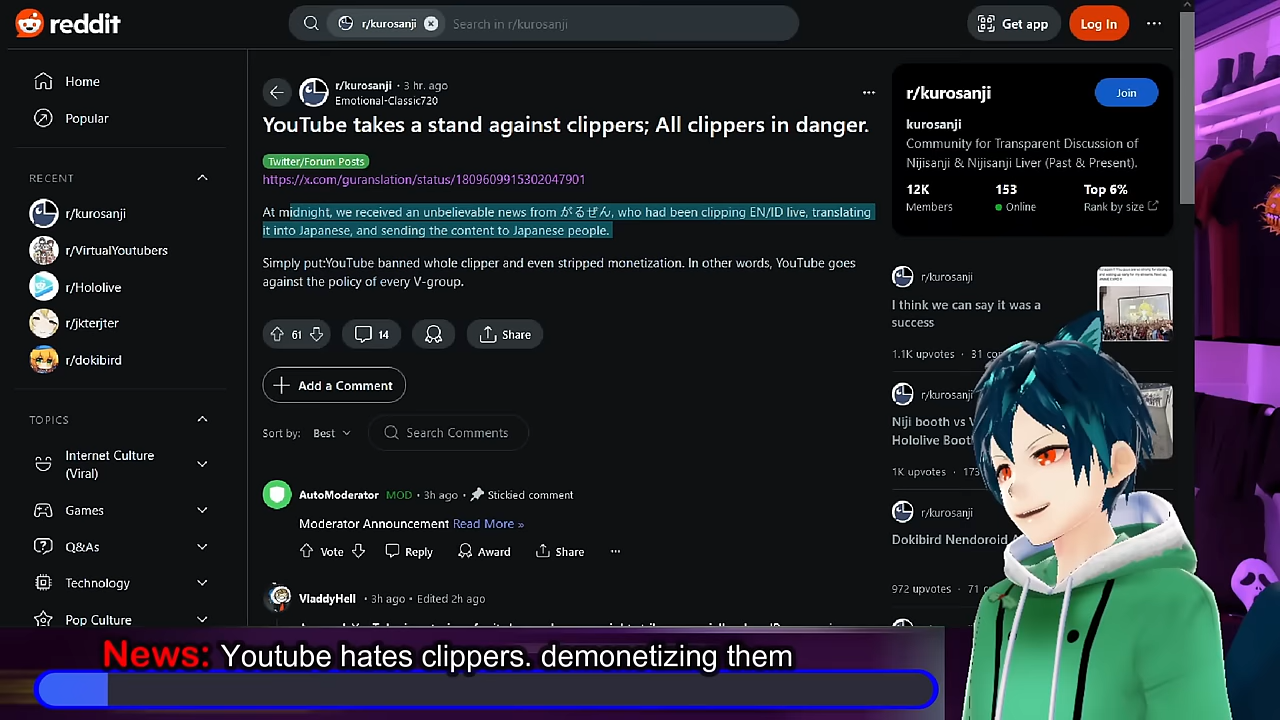 reddit
r/kurosanji
Search in r/kurosanji
Get app
Log In
Home
Popular
RECENT
r/kurosanji
r/VirtualYoutubers
r/Hololive
r/jkterjter
r/dokibird
TOPICS
Internet Culture
(Viral)
Games
Q&As
Technology
Pop Culture
r/kurosanji • 3 hr. ago
Emotional-Classic720
YouTube takes a stand against clippers; All clippers in danger.
Twitter/Forum Posts
https://x.com/guranslation/status/1809609915302047901
At midnight, we received an unbelievable news from がるぜん, who had been clipping EN/ID live, translating
it into Japanese, and sending the content to Japanese people.
Simply put:YouTube banned whole clipper and even stripped monetization. In other words, YouTube goes
against the policy of every group.
61
14
Share
Add a Comment
Sort by: Best
Search Comments
AutoModerator MOD • 3h ago • Stickied comment
Moderator Announcement Read More »
Vote
Reply
Award
Share
VladdyHell • 3h ago • Edited 2h ago
r/kurosanji
Join
kurosanji
Community for Transparent Discussion of
Nijisanji & Nijisanji Liver (Past & Present).
12K
153
Top 6%
Members
Online
Rank by size
r/kurosanji
I think we can say it was a
success
1.1K upvotes • 31
r/kurosanji
Niji booth vs
Hololive
1K upvotes • 173
r/kurosanji
Dokibird Nendoroid
972 upvotes • 71
News: Youtube hates clippers. demonetizing them